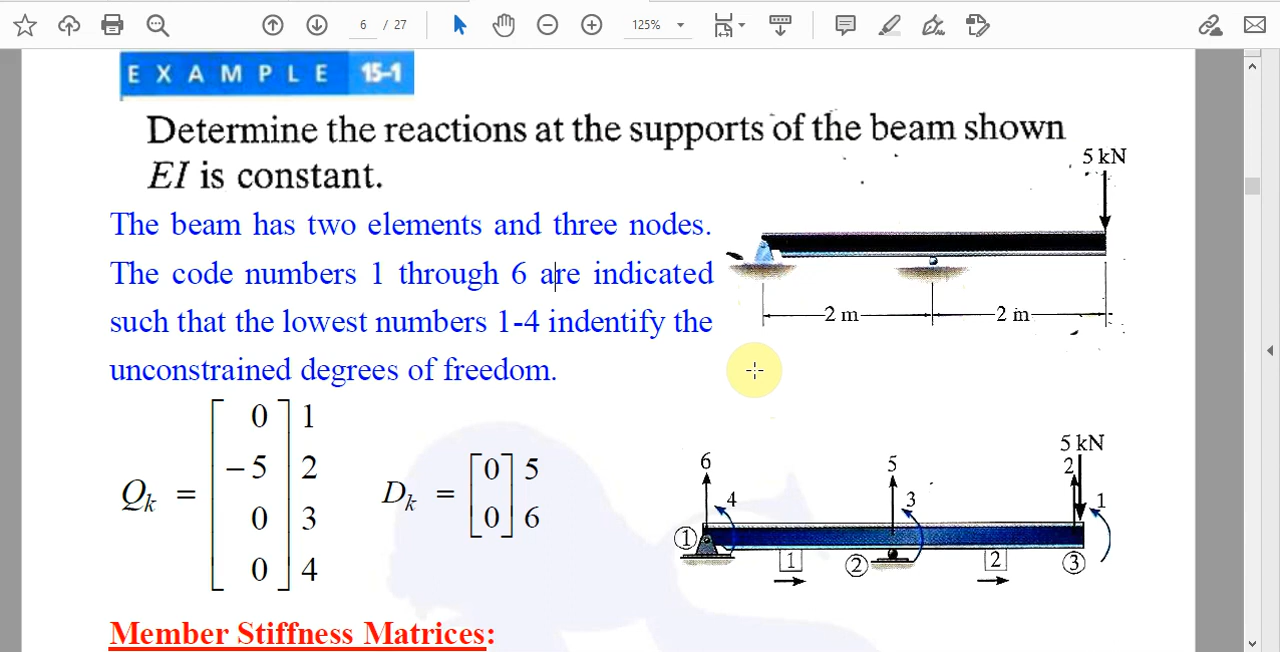 6 / 27
125%
EXAMPLE 15-1
Determine the reactions at the supports of the beam shown
EI is constant.
5 kN
The beam has two elements and three nodes.
The code numbers 1 through 6 are indicated
such that the lowest numbers 1-4 indentify the
unconstrained degrees of freedom.
2 m
2 m
Qk = [0 -5 0 0] 1 2 3 4
Dk = [0 0] 5 6
5 kN
6
5
2
4
3
1
1
1
2
2
3
Member Stiffness Matrices: